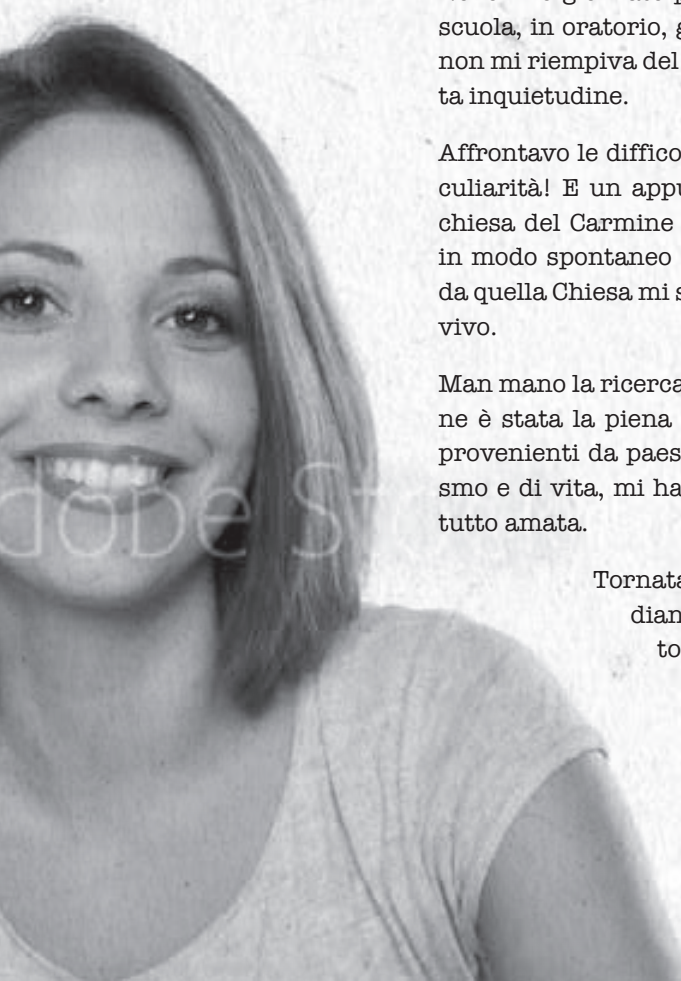 scuola, in oratorio,
non mi riempiva del
ta inquietudine.
Affrontavo le diffico
culiarità! E un appu
chiesa del Carmine
in modo spontaneo
da quella Chiesa mi s
vivo.
Man mano la ricerca
ne è stata la piena
provenienti da paes
smo e di vita, mi ha
tutto amata.
Tornata
dian
to
dobe St